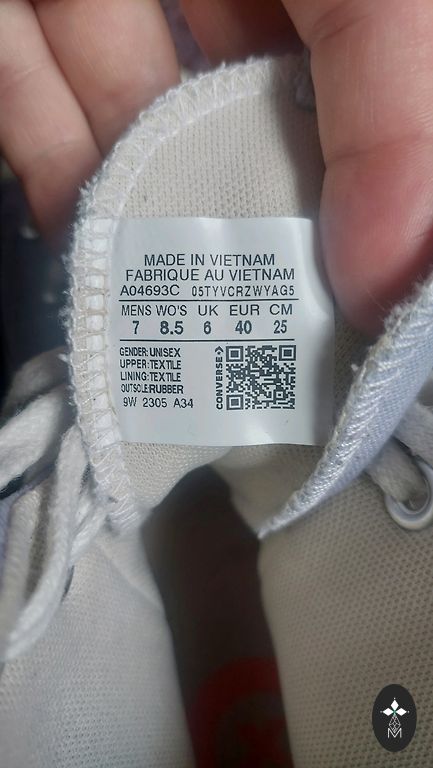 MADE IN VIETNAM
FABRIQUE AU VIETNAM
A04693C 05TYVCRZWYAG5
MENS WO'S UK EUR CM
7 8.5 6 40 25
GENDER:UNISEX
UPPER:TEXTILE
LINING:TEXTILE
OUTSOLE:RUBBER
9W 2305 A34
CONVERSE
M